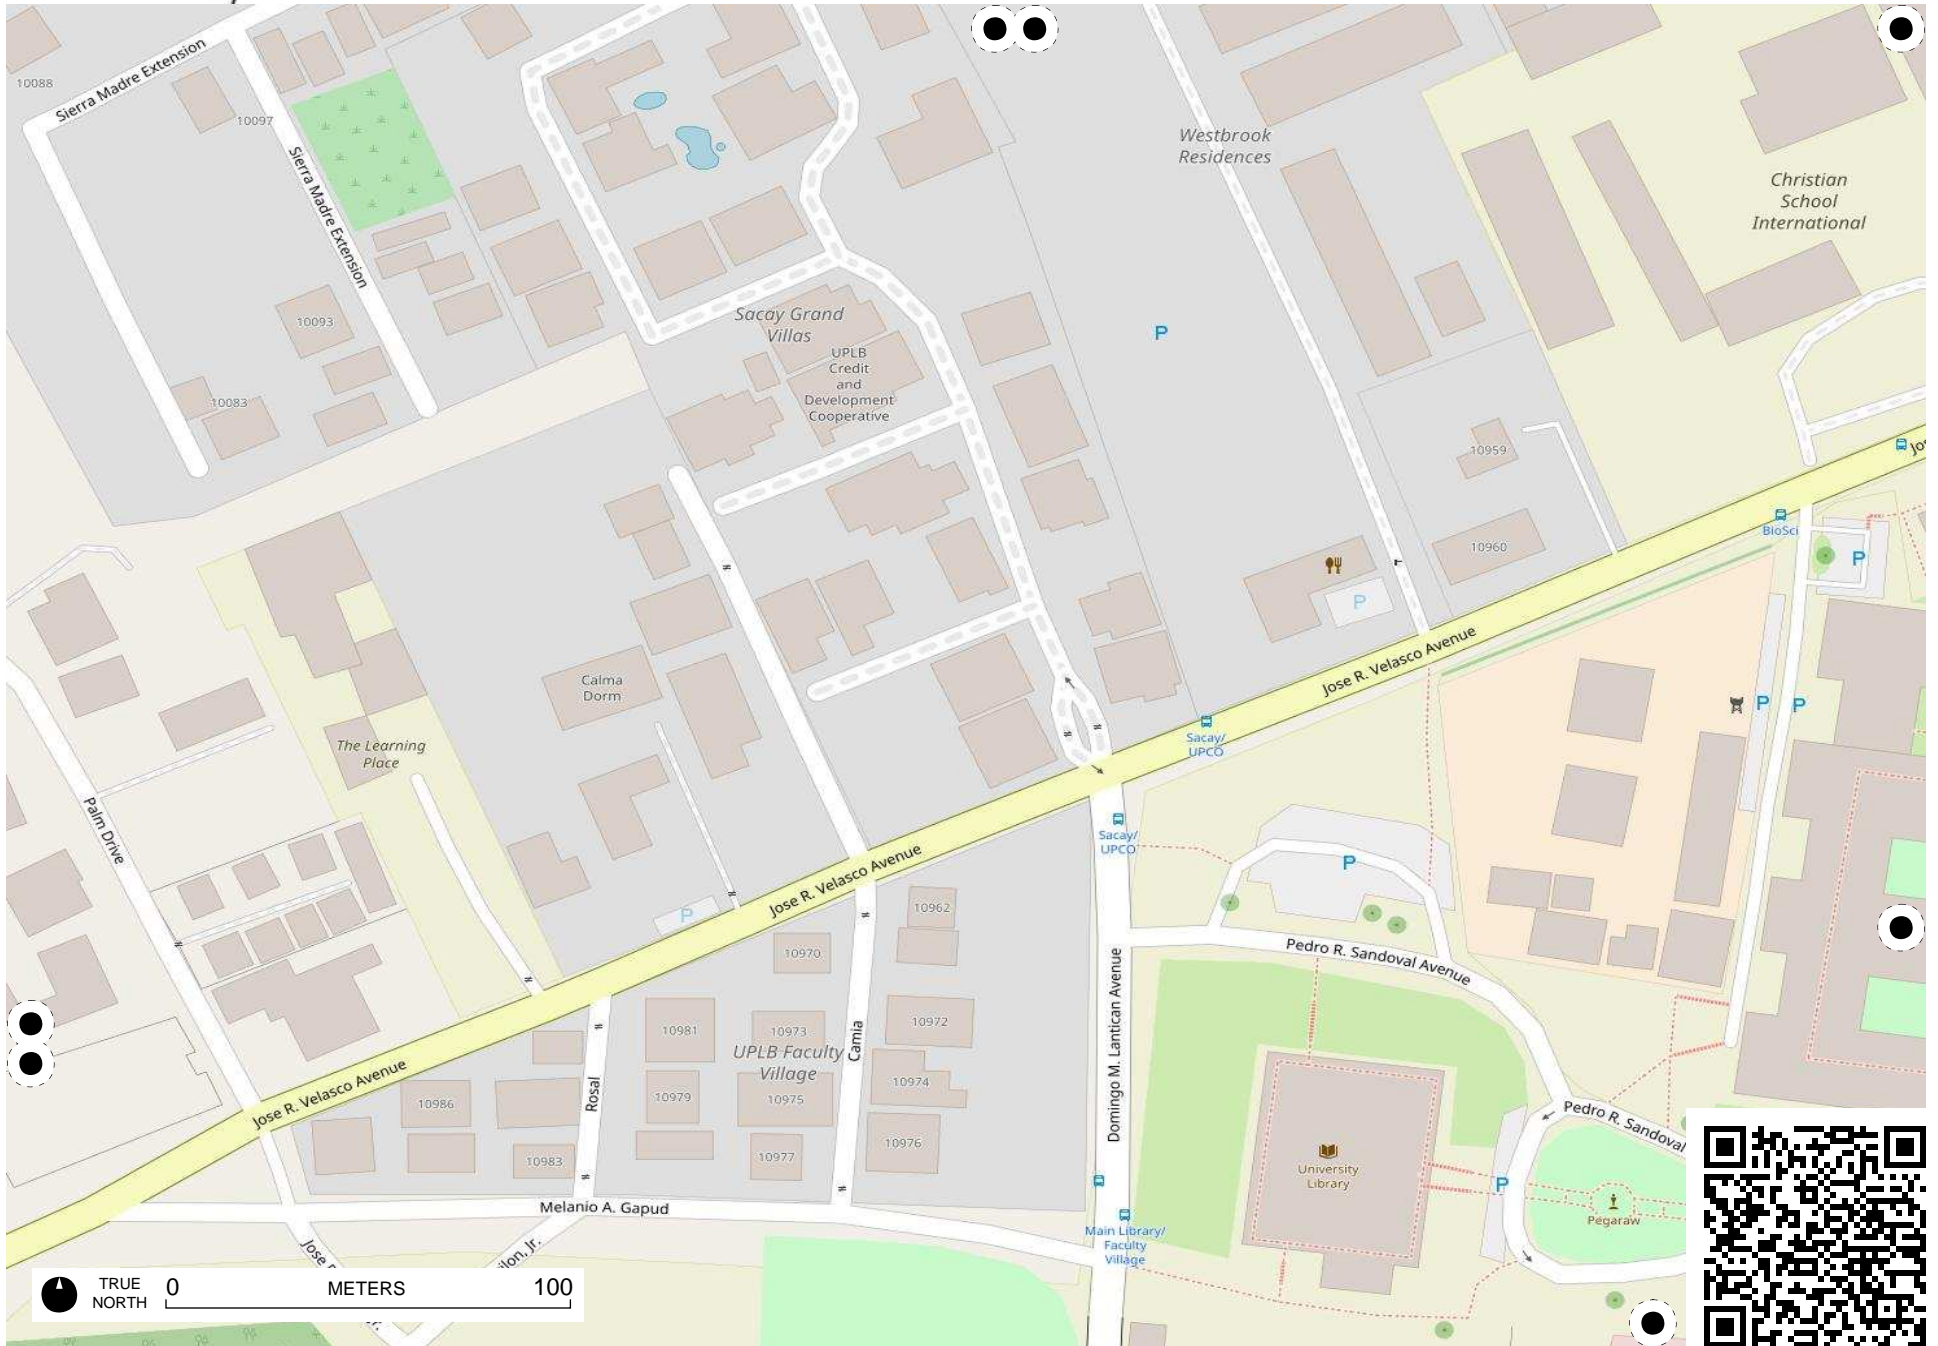 Sierra Madre Extension
10088
10097
Sierra Madre Extension
Westbrook
Residences
Christian
School
International
10093
Sacay Grand
Villas
P
UPLB
Credit
and
Development
Cooperative
10083
10959
Jos
BioSci
10960
P
P
Jose R. Velasco Avenue
Calma
Dorm
P
P
Sacay/
UPCO
The Learning
Place
Palm Drive
Sacay/
UPCO
P
Jose R. Velasco Avenue
P
10962
10970
Pedro R. Sandoval Avenue
10981
10973
10972
Camia
Domingo M. Lantican Avenue
UPLB Faculty
Village
Jose R. Velasco Avenue
Rosal
10986
10979
10975
10974
Pedro R. Sandoval
10983
10977
10976
University
Library
P
Pegaraw
Melanio A. Gapud
Main Library/
Faculty
Village
Jose
ilon, Jr.
TRUE
NORTH
0
METERS
100